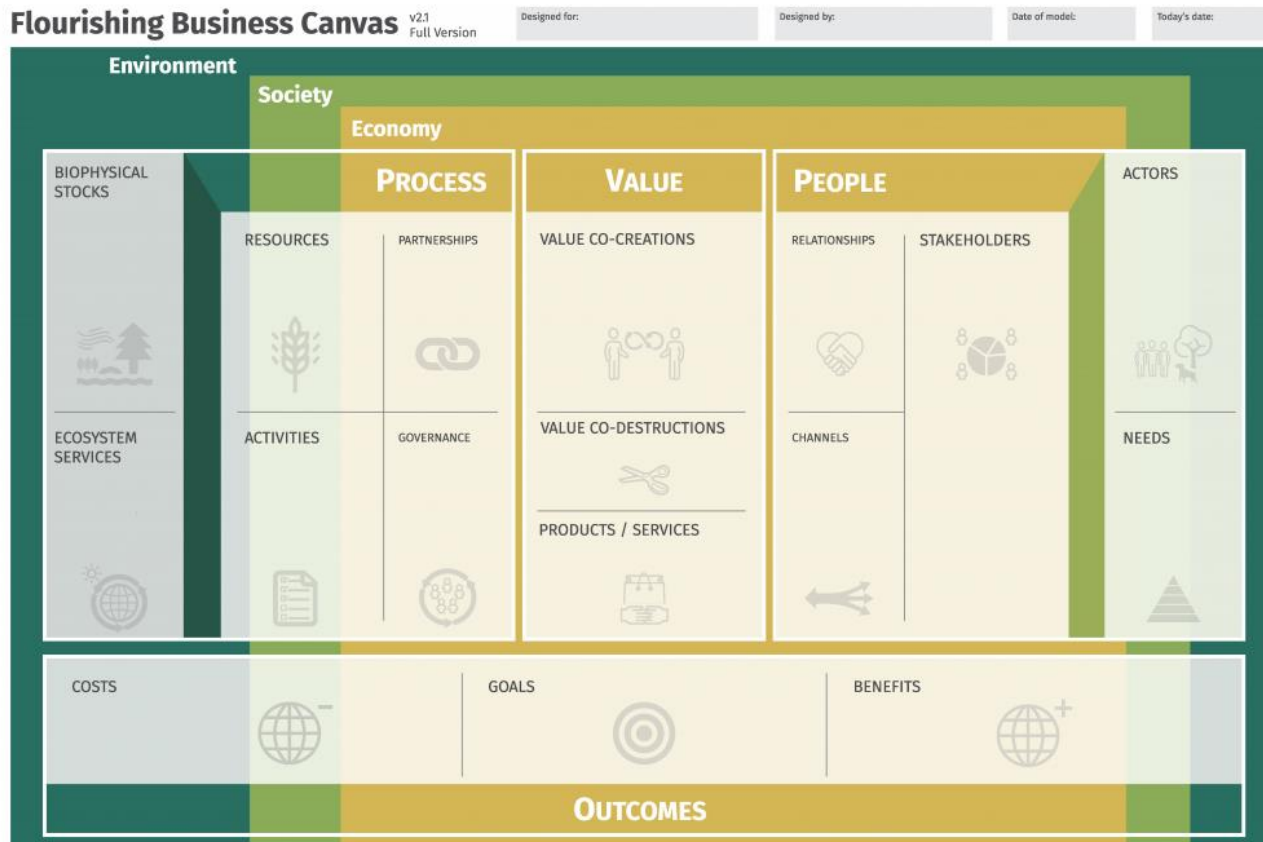 Flourishing Business Canvas
v2.1
Full Version
Designed for:
Designed by:
Date of model:
Today's date:
Environment
Society
Economy
PROCESS
VALUE
PEOPLE
BIOPHYSICAL
STOCKS
RESOURCES
PARTNERSHIPS
VALUE CO-CREATIONS
RELATIONSHIPS
STAKEHOLDERS
ACTORS
ECOSYSTEM
SERVICES
ACTIVITIES
GOVERNANCE
VALUE CO-DESTRUCTIONS
PRODUCTS / SERVICES
CHANNELS
NEEDS
COSTS
GOALS
BENEFITS
OUTCOMES